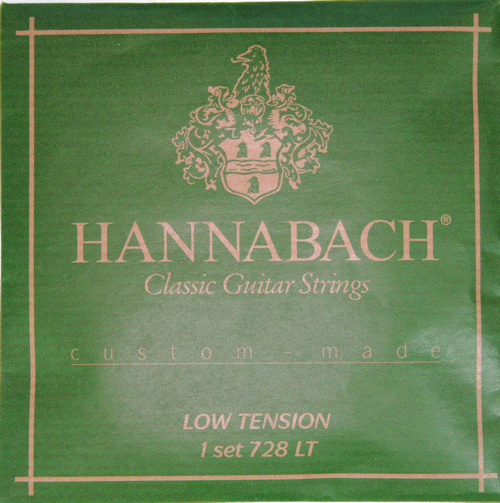 HANNABACH®
Classic Guitar Strings
custom-made
LOW TENSION
1 set 728 LT